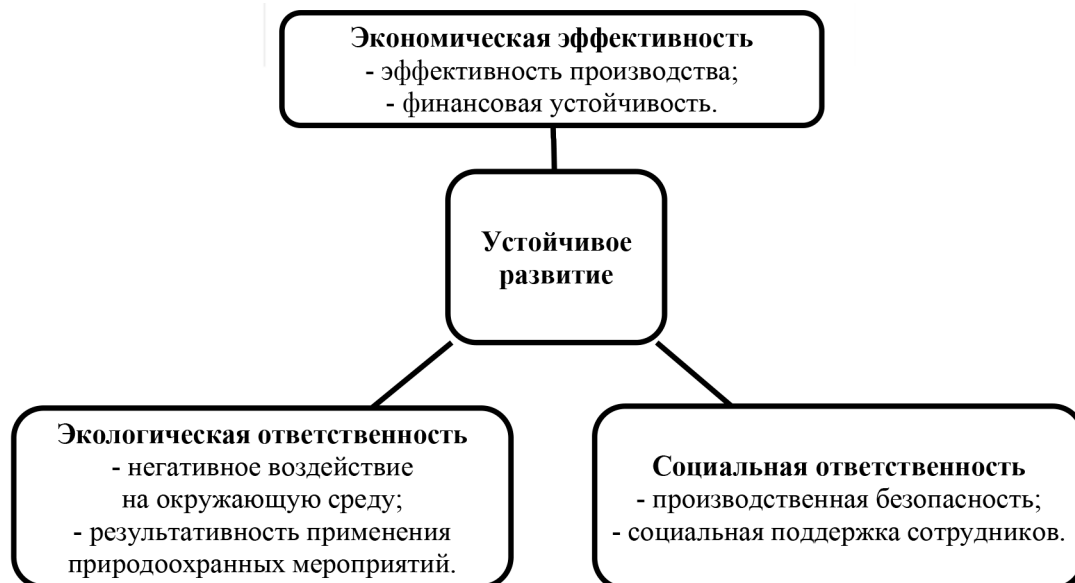 Экономическая эффективность
- эффективность производства;
- финансовая устойчивость.
Устойчивое
развитие
Экологическая ответственность
- негативное воздействие
на окружающую среду;
- результативность применения
природоохранных мероприятий.
Социальная ответственность
- производственная безопасность;
- социальная поддержка сотрудников.